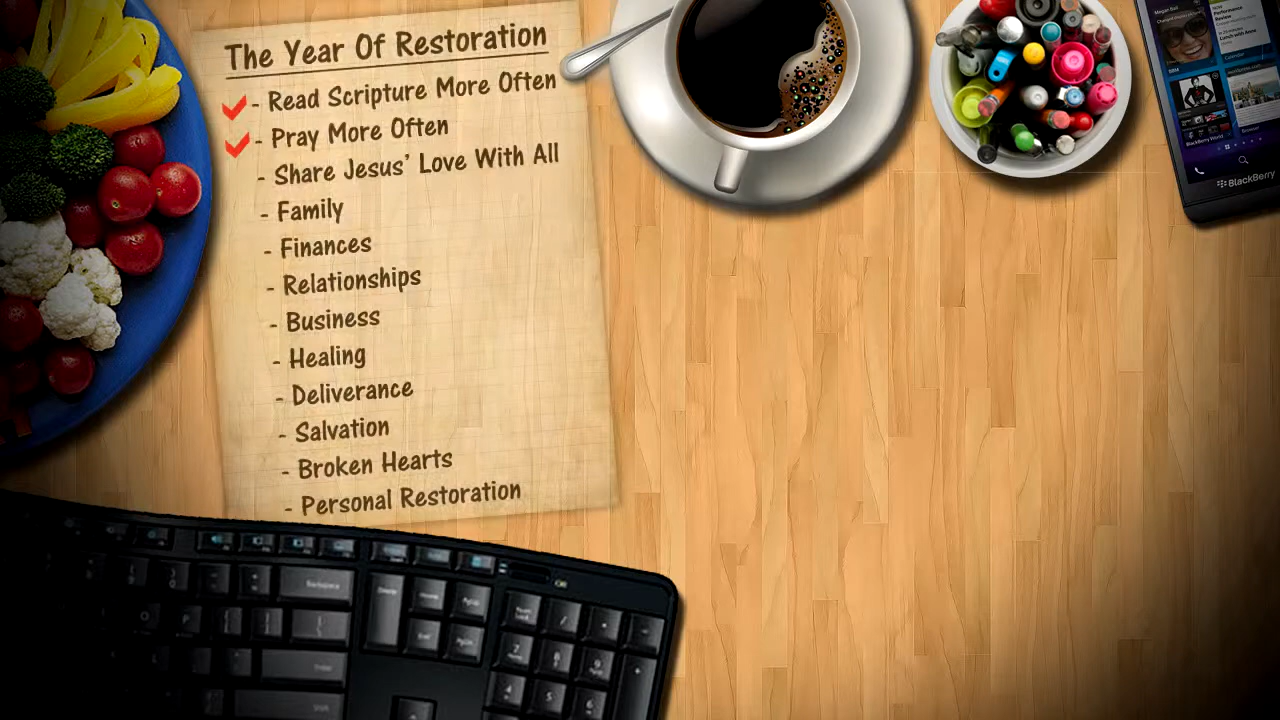 The Year Of Restoration
- Read Scripture More Often
- Pray More Often
- Share Jesus' Love With All
- Family
- Finances
- Relationships
- Business
- Healing
- Deliverance
- Salvation
- Broken Hearts
- Personal Restoration
BlackBerry